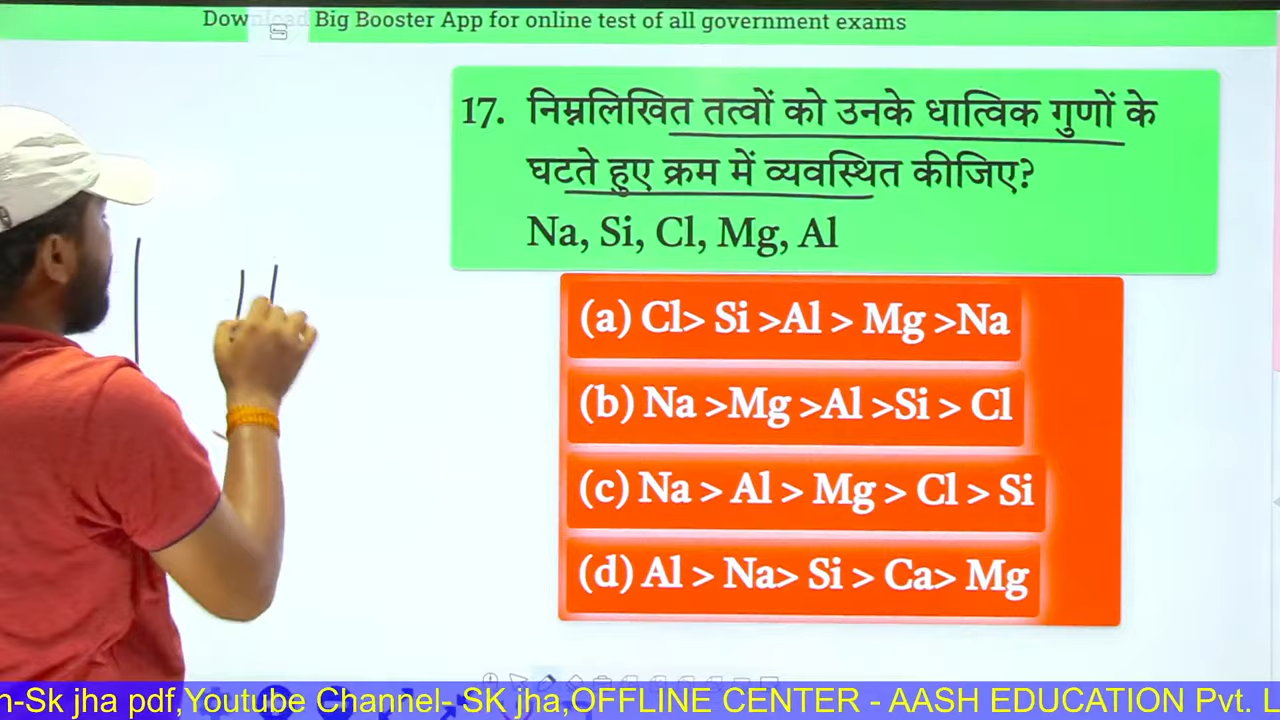 Download Big Booster App for online test of all government exams
17. निम्नलिखित तत्वों को उनके धात्विक गुणों के
घटते हुए क्रम में व्यवस्थित कीजिए?
Na, Si, Cl, Mg, Al
(a) Cl> Si >Al > Mg >Na
(b) Na >Mg >Al >Si > Cl
(c) Na > Al > Mg > Cl > Si
(d) Al > Na> Si > Ca> Mg
n-Sk jha pdf,Youtube Channel- SK jha,OFFLINE CENTER - AASH EDUCATION Pvt. L